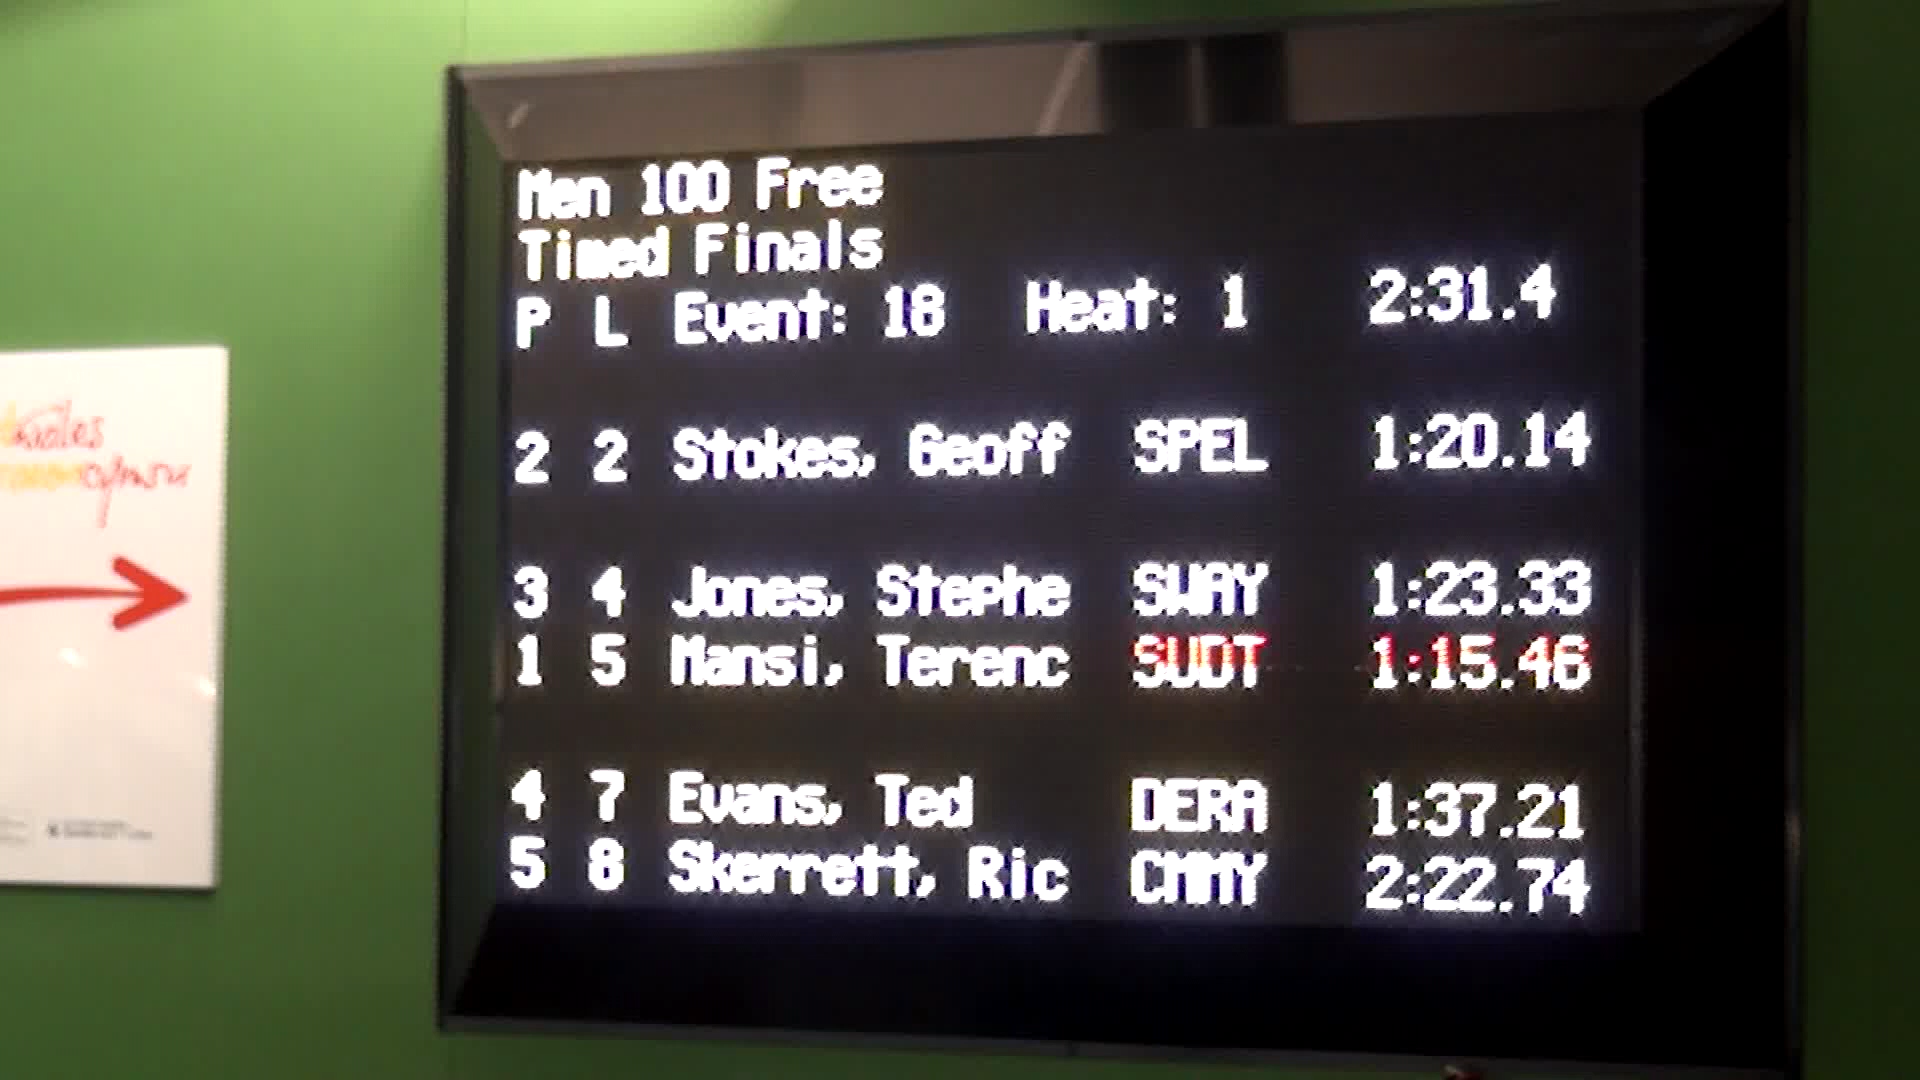 Men 100 Free
Timed Finals
P L Event: 18 Heat: 1 2:31.4
2 2 Stokes, Geoff SPEL 1:20.14
3 4 Jones, Stephe SWAY 1:23.33
1 5 Mansi, Terenc SUDT 1:15.46
4 7 Evans, Ted DERA 1:37.21
5 8 Skerrett, Ric CMMY 2:22.74
cymru